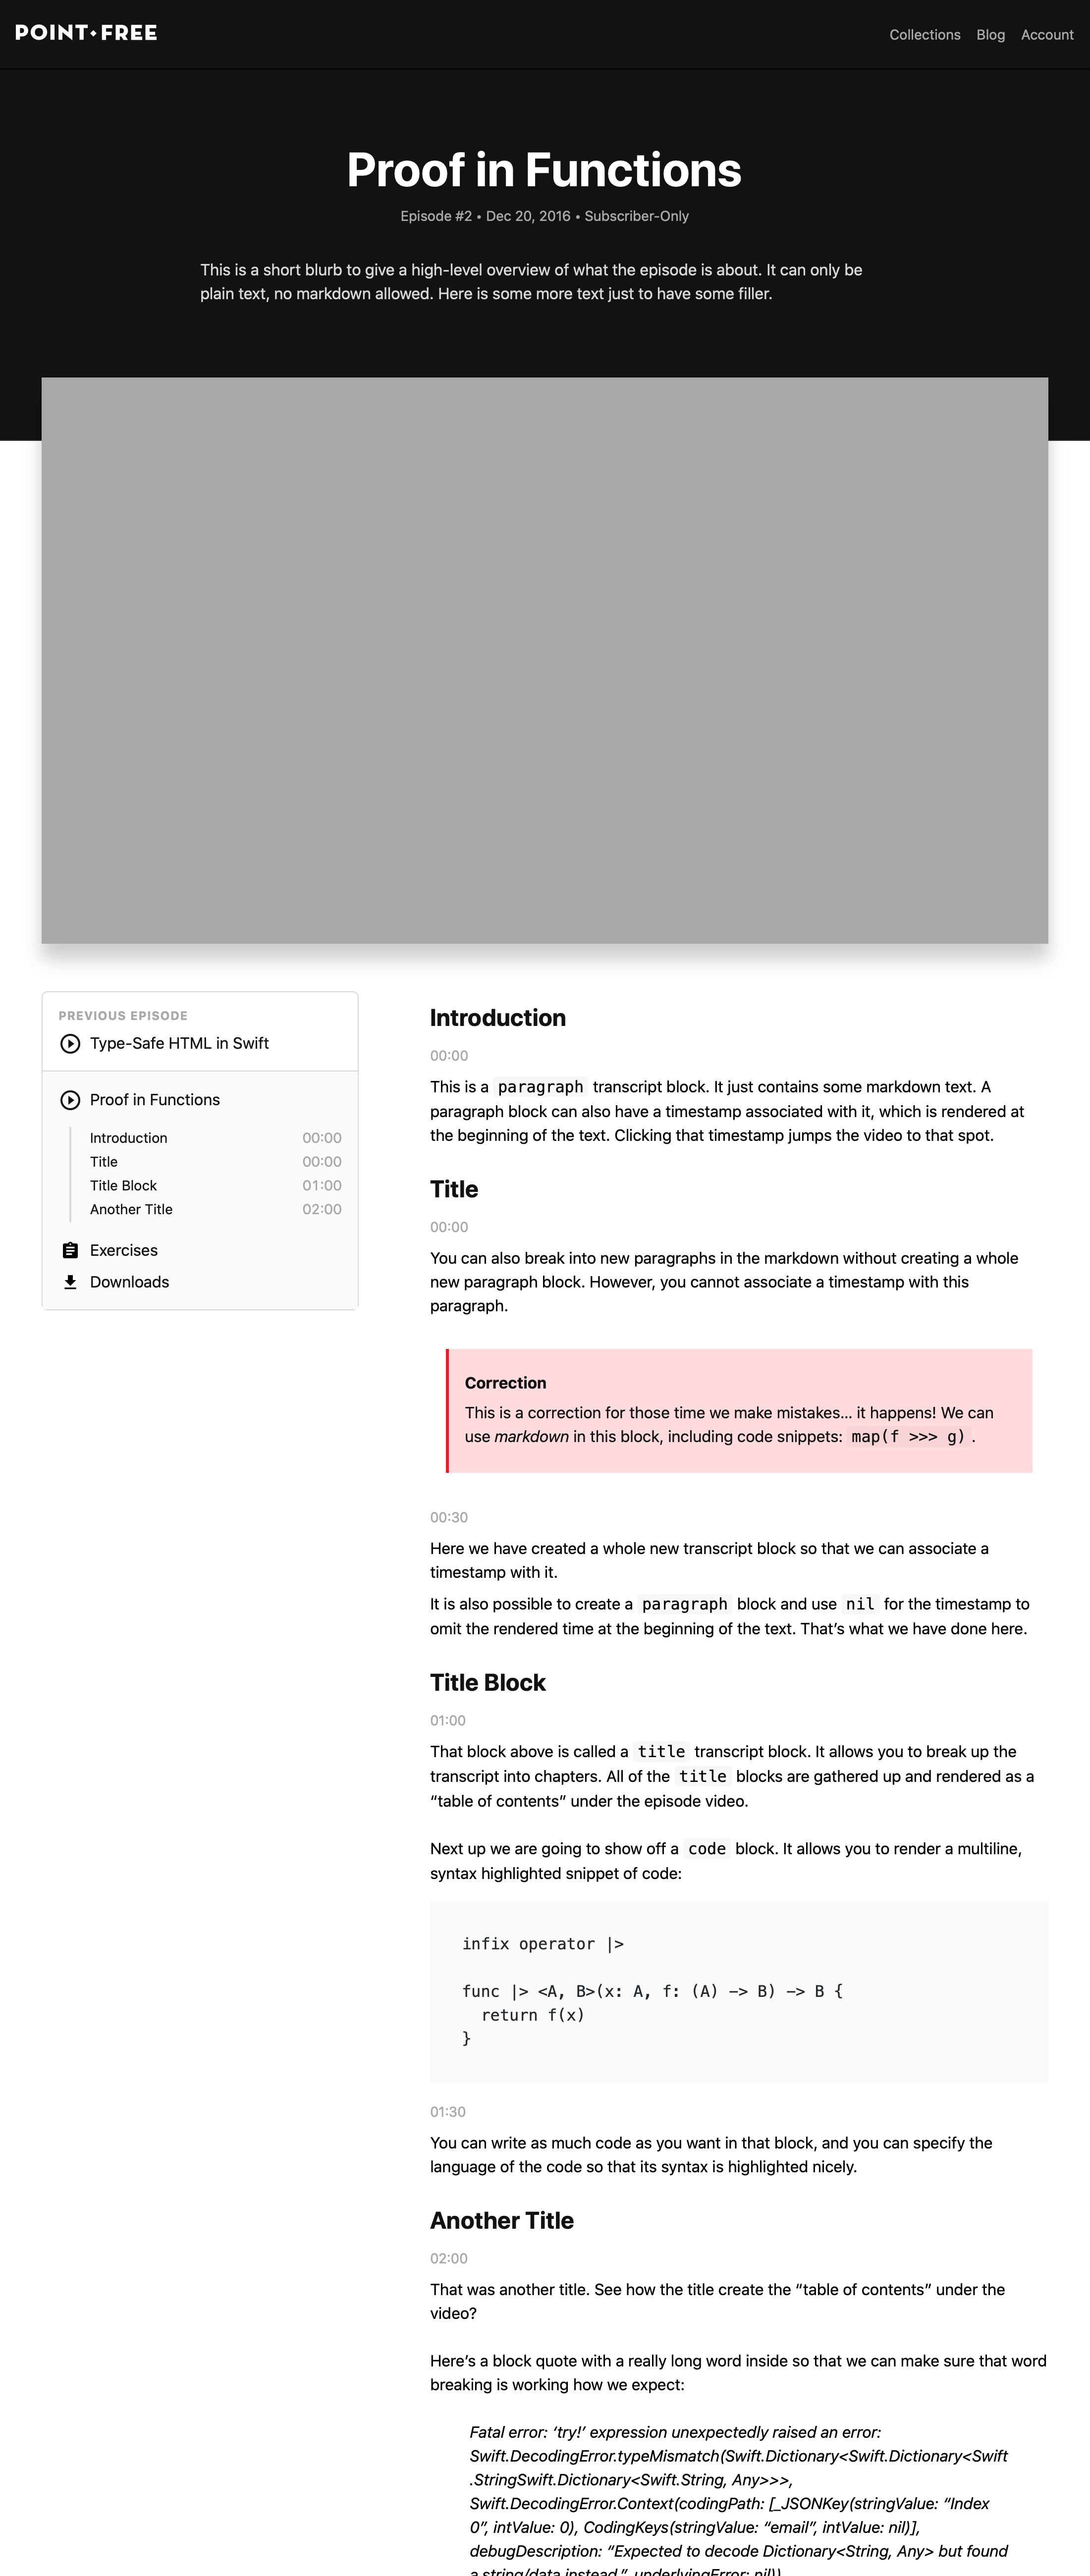 POINT•FREE
Collections Blog Account
Proof in Functions
Episode #2 • Dec 20, 2016 • Subscriber-Only
This is a short blurb to give a high-level overview of what the episode is about. It can only be
plain text, no markdown allowed. Here is some more text just to have some filler.
PREVIOUS EPISODE
Type-Safe HTML in Swift
Proof in Functions
Introduction 00:00
Title 00:00
Title Block 01:00
Another Title 02:00
Exercises
Downloads
Introduction
00:00
This is a paragraph transcript block. It just contains some markdown text. A
paragraph block can also have a timestamp associated with it, which is rendered at
the beginning of the text. Clicking that timestamp jumps the video to that spot.
Title
00:00
You can also break into new paragraphs in the markdown without creating a whole
new paragraph block. However, you cannot associate a timestamp with this
paragraph.
Correction
This is a correction for those time we make mistakes… it happens! We can
use markdown in this block, including code snippets: map(f >>> g) .
00:30
Here we have created a whole new transcript block so that we can associate a
timestamp with it.
It is also possible to create a paragraph block and use nil for the timestamp to
omit the rendered time at the beginning of the text. That’s what we have done here.
Title Block
01:00
That block above is called a title transcript block. It allows you to break up the
transcript into chapters. All of the title blocks are gathered up and rendered as a
“table of contents” under the episode video.
Next up we are going to show off a code block. It allows you to render a multiline,
syntax highlighted snippet of code:
infix operator |>
func |> <A, B>(x: A, f: (A) -> B) -> B {
  return f(x)
}
01:30
You can write as much code as you want in that block, and you can specify the
language of the code so that its syntax is highlighted nicely.
Another Title
02:00
That was another title. See how the title create the “table of contents” under the
video?
Here’s a block quote with a really long word inside so that we can make sure that word
breaking is working how we expect:
Fatal error: ‘try!’ expression unexpectedly raised an error:
Swift.DecodingError.typeMismatch(Swift.Dictionary<Swift.Dictionary<Swift
.StringSwift.Dictionary<Swift.String, Any>>>,
Swift.DecodingError.Context(codingPath: [_JSONKey(stringValue: “Index
0”, intValue: 0), CodingKeys(stringValue: “email”, intValue: nil)],
debugDescription: “Expected to decode Dictionary<String, Any> but found
a string/data instead.”, underlyingError: nil))